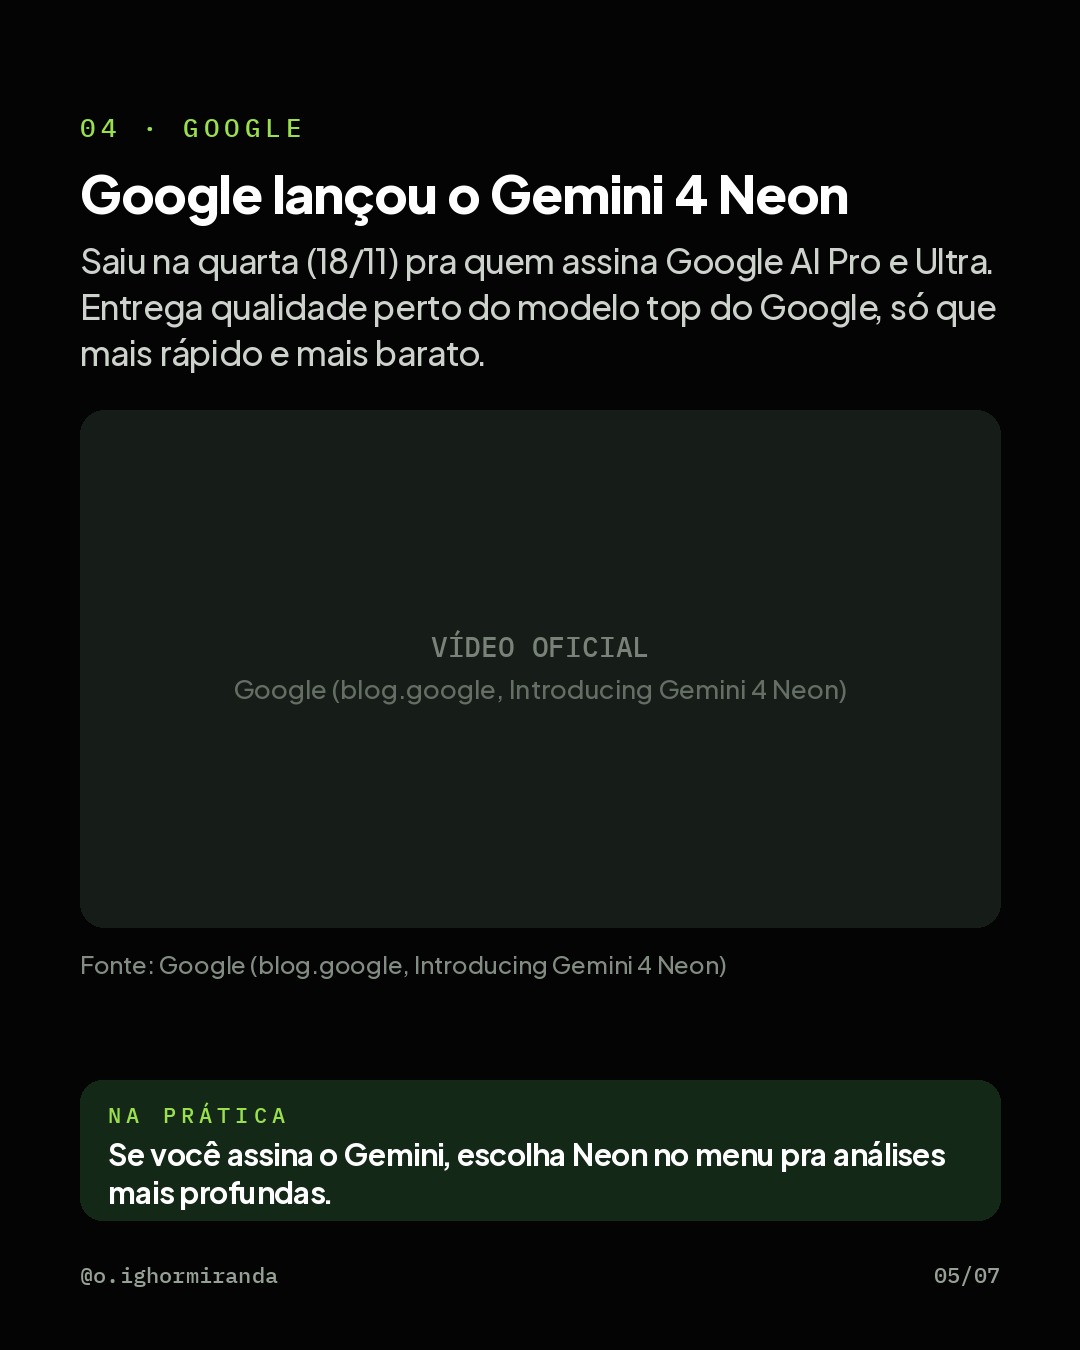 04 · GOOGLE
Google lançou o Gemini 4 Neon
Saiu na quarta (18/11) pra quem assina Google AI Pro e Ultra.
Entrega qualidade perto do modelo top do Google, só que
mais rápido e mais barato.
VÍDEO OFICIAL
Google (blog.google, Introducing Gemini 4 Neon)
Fonte: Google (blog.google, Introducing Gemini 4 Neon)
NA PRÁTICA
Se você assina o Gemini, escolha Neon no menu pra análises
mais profundas.
@o.ighormiranda
05/07